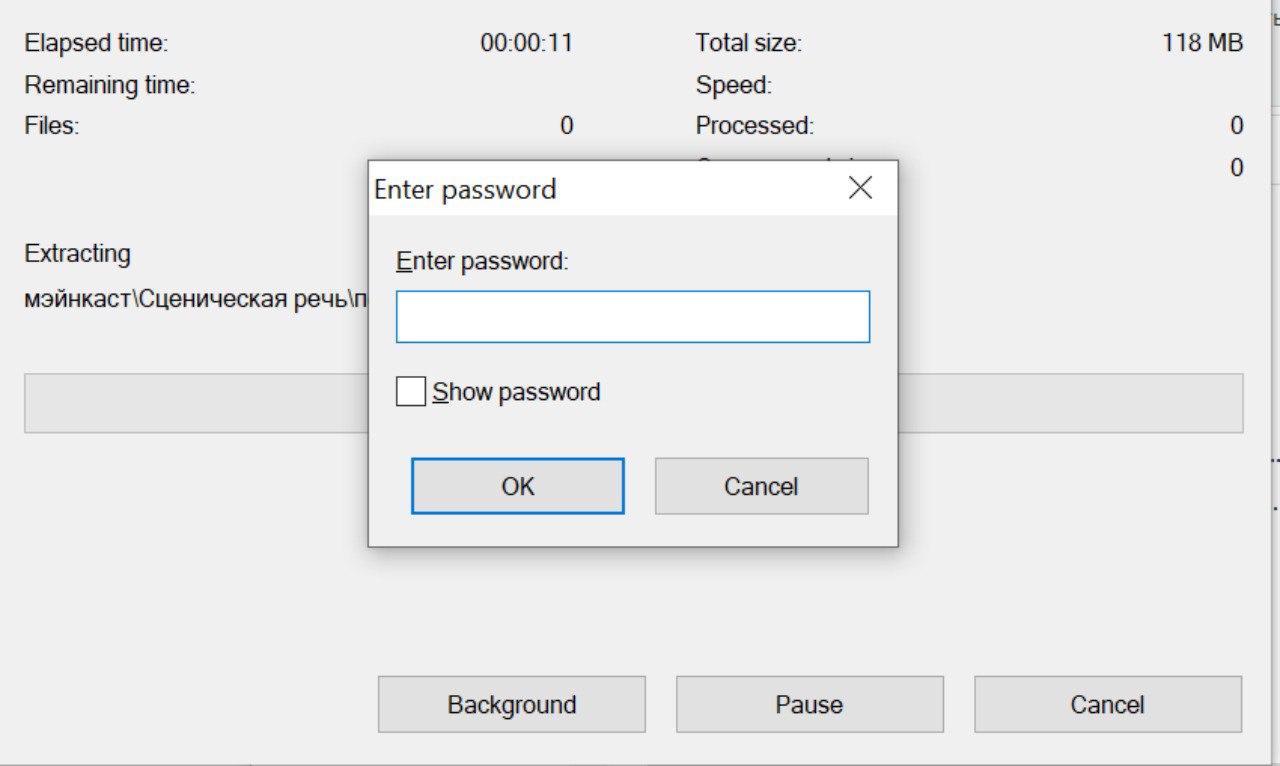 Elapsed time: 00:00:11 Total size: 118 MB
Remaining time: Speed:
Files: 0 Processed: 0
0
Enter password
Extracting
Enter password:
мэйнкаст\Сценическая речь\п
Show password
OK Cancel
Background Pause Cancel